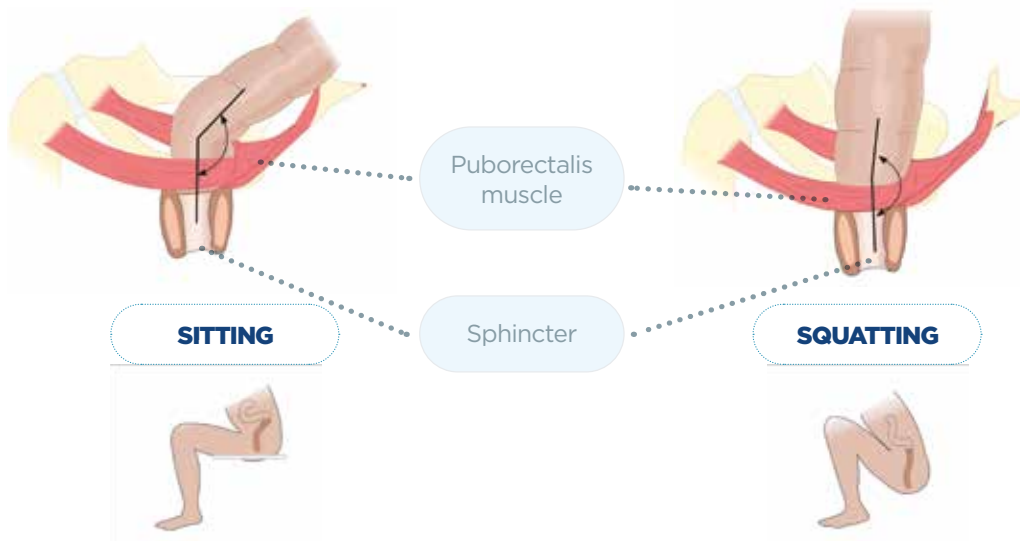 Puborectalis
muscle
Sphincter
SITTING
SQUATTING